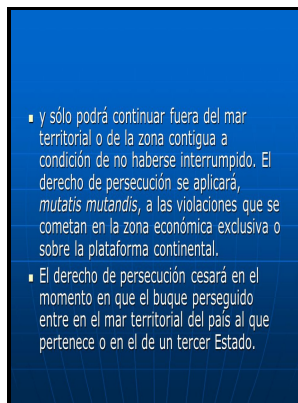 y sólo podrá continuar fuera del mar
territorial o de la zona contigua a
condición de no haberse interrumpido. El
derecho de persecución se aplicará,
mutatis mutandis, a las violaciones que se
cometan en la zona económica exclusiva o
sobre la plataforma continental.
El derecho de persecución cesará en el
momento en que el buque perseguido
entre en el mar territorial del país al que
pertenece o en el de un tercer Estado.